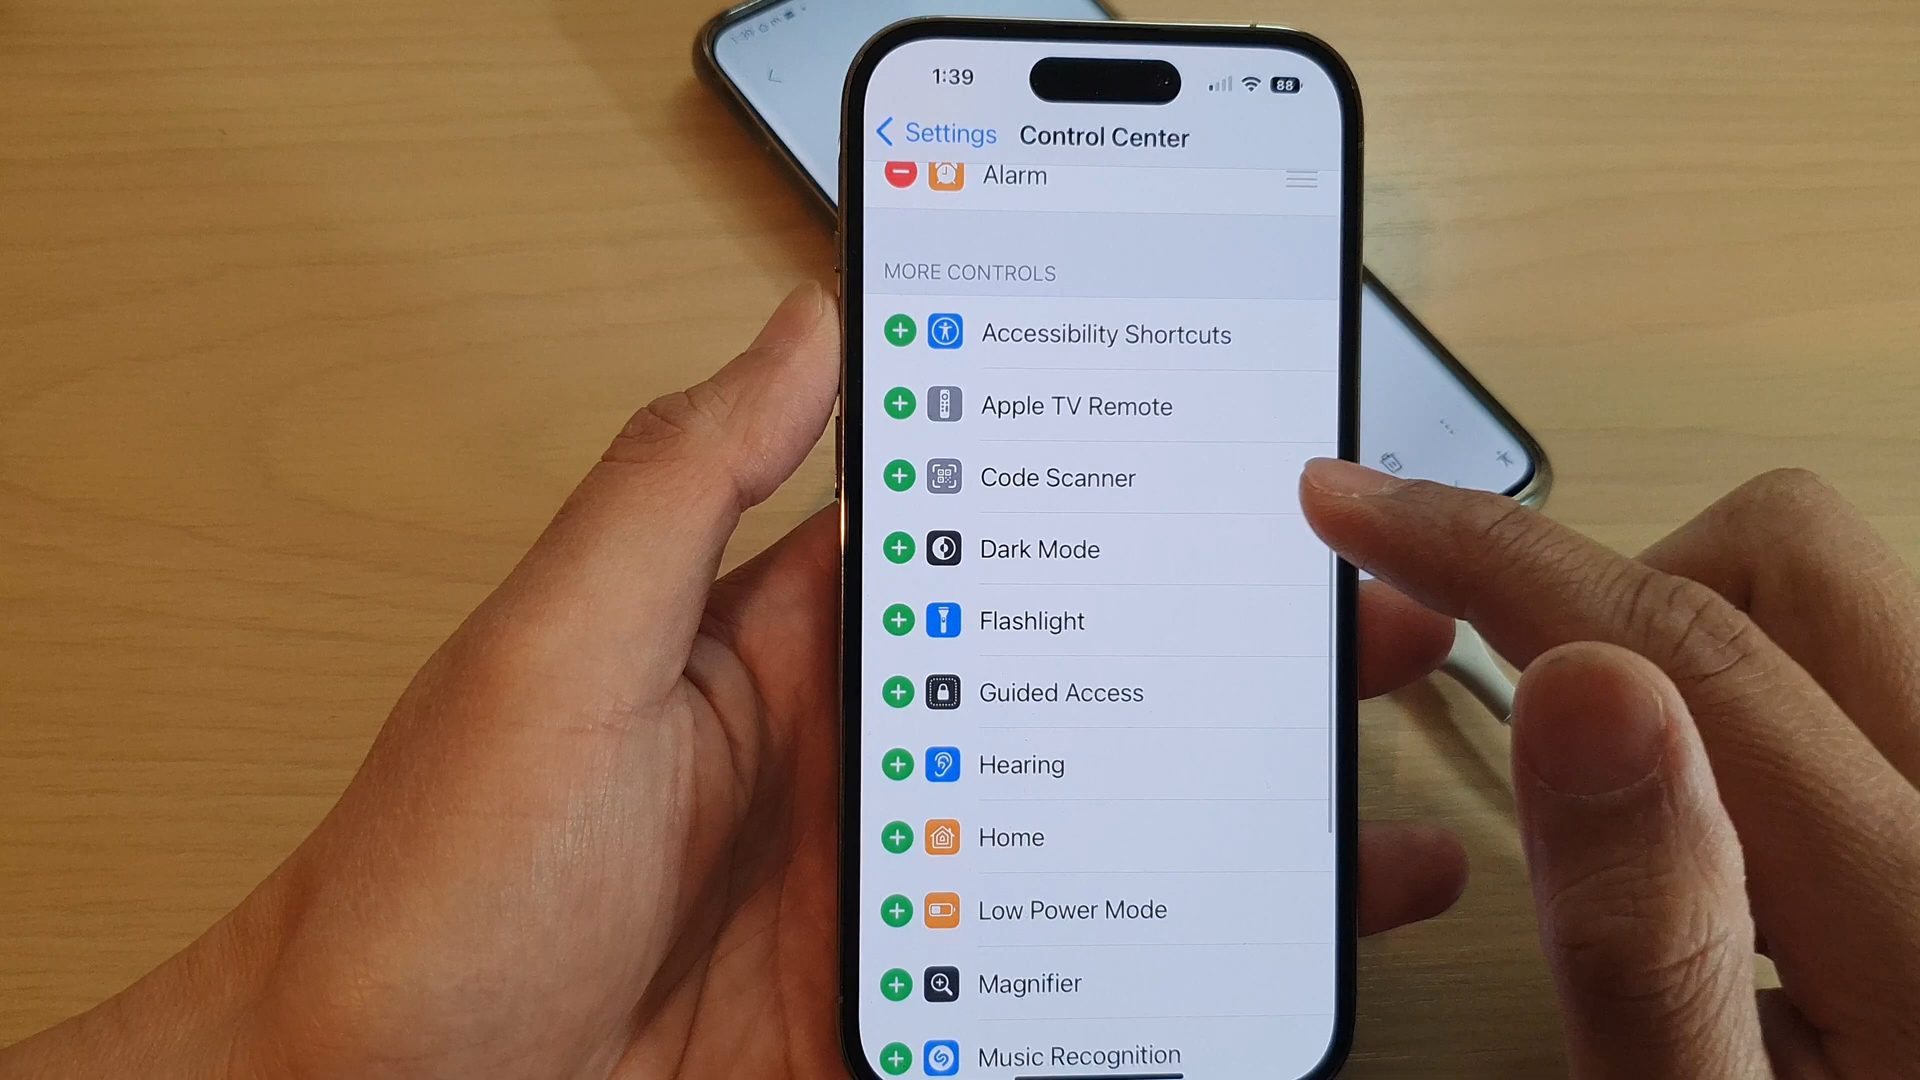 1:39
88
Settings Control Center
Alarm
MORE CONTROLS
Accessibility Shortcuts
Apple TV Remote
Code Scanner
Dark Mode
Flashlight
Guided Access
Hearing
Home
Low Power Mode
Magnifier
Music Recognition